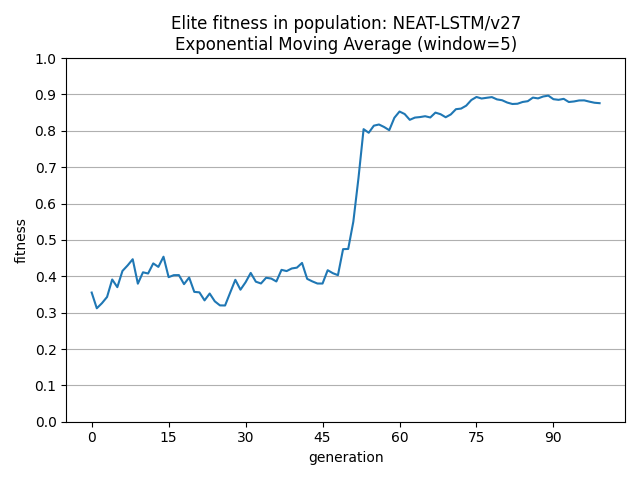 Elite fitness in population: NEAT-LSTM/v27
Exponential Moving Average (window=5)
1.0
0.9
0.8
0.7
0.6
0.5
0.4
0.3
0.2
0.1
0.0
fitness
0 15 30 45 60 75 90
generation